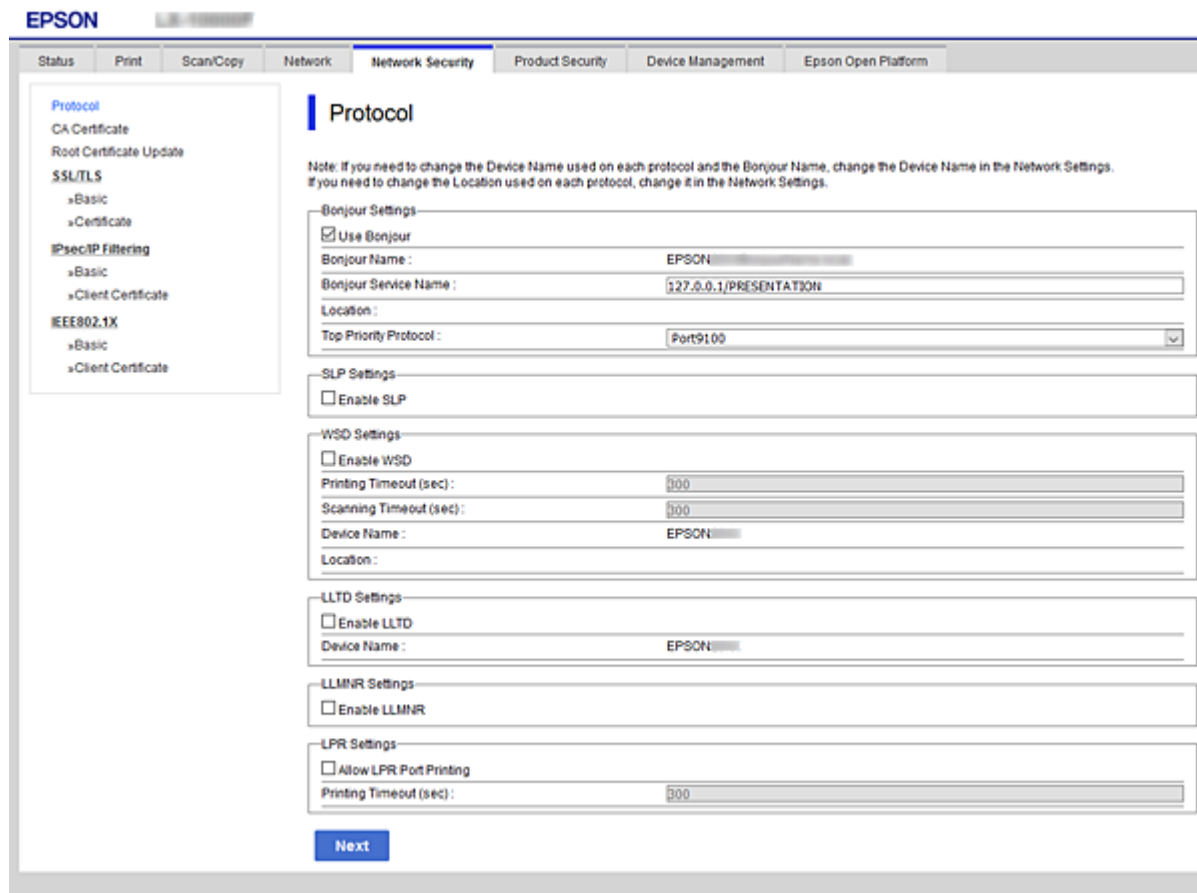 EPSON
Status Print Scan/Copy Network Network Security Product Security Device Management Epson Open Platform
Protocol
CA Certificate
Root Certificate Update
SSL/TLS
»Basic
»Certificate
IPsec/IP Filtering
»Basic
»Client Certificate
IEEE802.1X
»Basic
»Client Certificate
Protocol
Note: If you need to change the Device Name used on each protocol and the Bonjour Name, change the Device Name in the Network Settings.
If you need to change the Location used on each protocol, change it in the Network Settings.
Bonjour Settings
Use Bonjour
Bonjour Name : EPSON
Bonjour Service Name : 127.0.0.1/PRESENTATION
Location :
Top Priority Protocol : Port9100
SLP Settings
Enable SLP
WSD Settings
Enable WSD
Printing Timeout (sec) : 300
Scanning Timeout (sec) : 300
Device Name : EPSON
Location :
LLTD Settings
Enable LLTD
Device Name : EPSON
LLMNR Settings
Enable LLMNR
LPR Settings
Allow LPR Port Printing
Printing Timeout (sec) : 300
Next